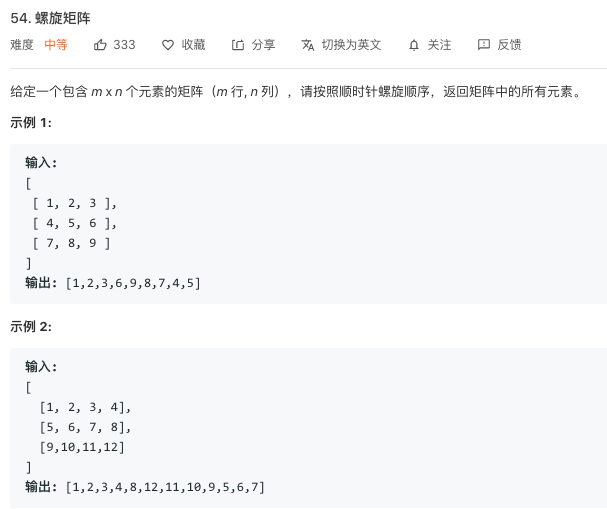 54. 螺旋矩阵
难度 中等 333 收藏 分享 切换为英文 关注 反馈
给定一个包含 m x n 个元素的矩阵（m 行, n 列），请按照顺时针螺旋顺序，返回矩阵中的所有元素。
示例 1:
输入:
[
[ 1, 2, 3 ],
[ 4, 5, 6 ],
[ 7, 8, 9 ]
]
输出: [1,2,3,6,9,8,7,4,5]
示例 2:
输入:
[
[1, 2, 3, 4],
[5, 6, 7, 8],
[9,10,11,12]
]
输出: [1,2,3,4,8,12,11,10,9,5,6,7]